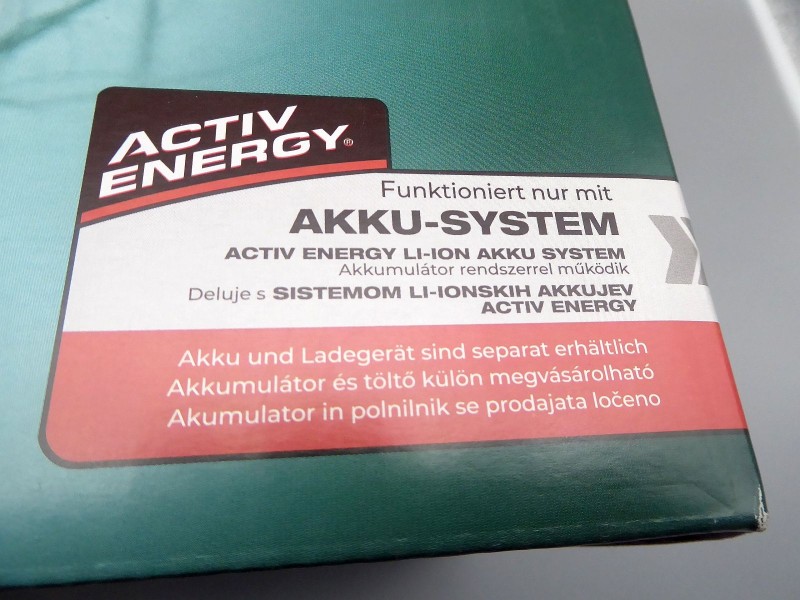 ACTIV
ENERGY®
Funktioniert nur mit
AKKU-SYSTEM
ACTIV ENERGY LI-ION AKKU SYSTEM
Akkumulátor rendszerrel működik
Deluje s SISTEMOM LI-IONSKIH AKKUJEV
ACTIV ENERGY
Akku und Ladegerät sind separat erhältlich
Akkumulátor és töltő külön megvásárolható
Akumulator in polnilnik se prodajata ločeno